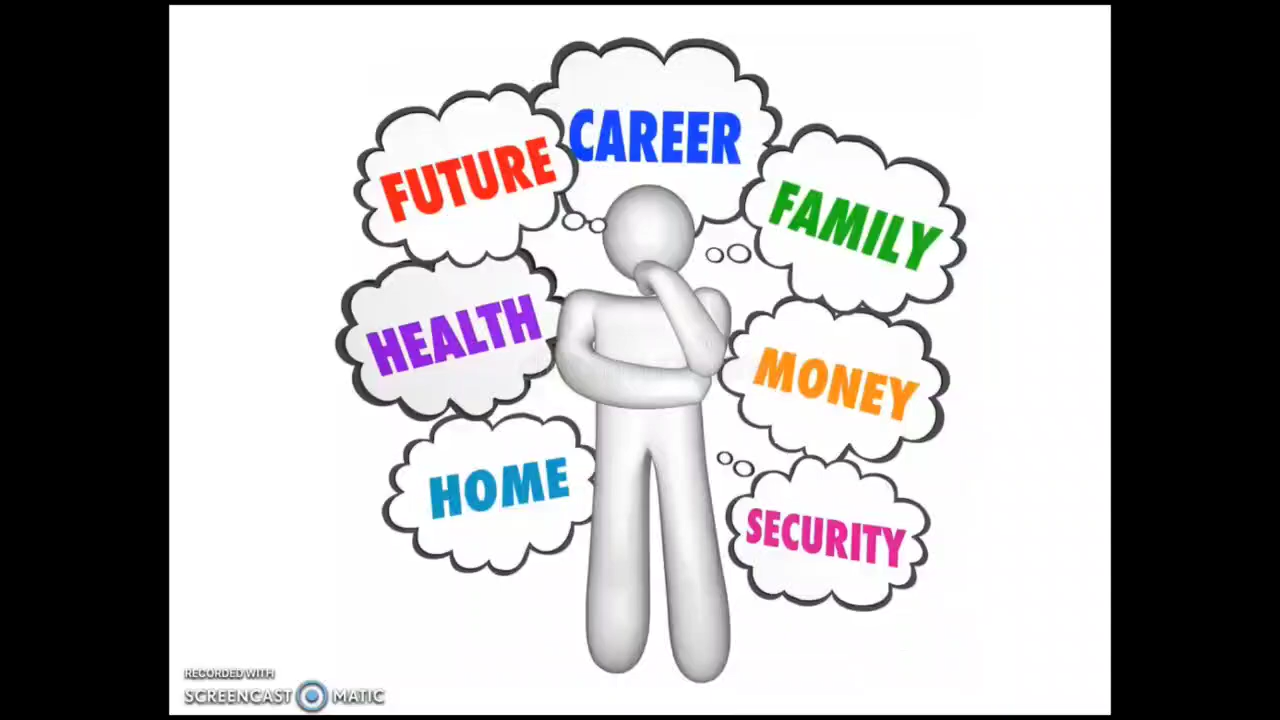 CAREER
FUTURE
FAMILY
HEALTH
MONEY
HOME
SECURITY
RECORDED WITH
SCREENCAST MATIC